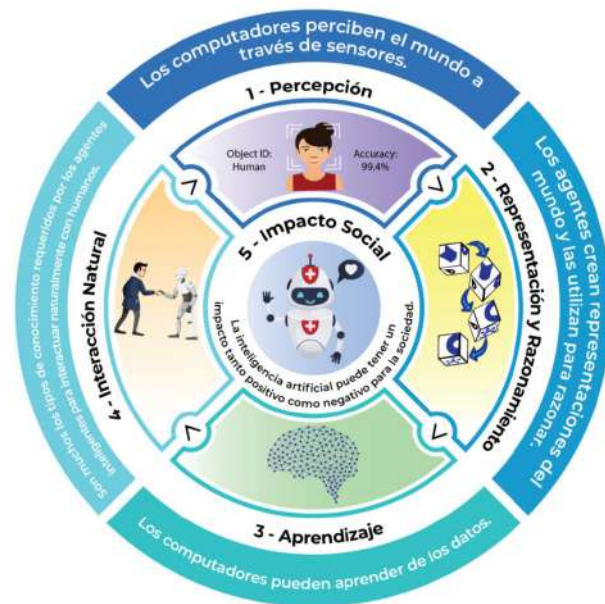 Los computadores perciben el mundo a
través de sensores.
1 - Percepción
Object ID:
Human
Accuracy:
99.4%
Los agentes crean representaciones del
mundo y las utilizan para razonar.
2 - Representación y Razonamiento
3 - Aprendizaje
Los computadores pueden aprender de los datos.
Son muchos los tipos de conocimiento requeridos por los agentes
inteligentes para interactuar naturalmente con humanos.
4 - Interacción Natural
5 - Impacto Social
La inteligencia artificial puede tener un
impacto tanto positivo como negativo para la sociedad.